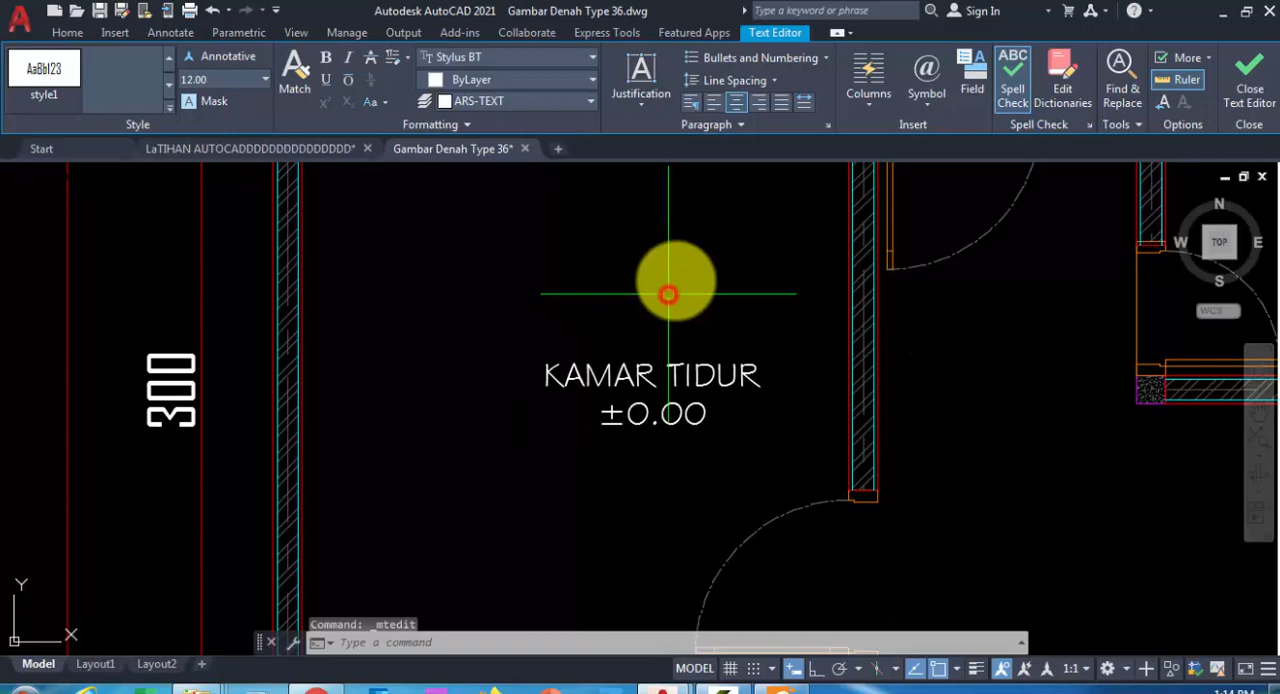 Autodesk AutoCAD 2021 Gambar Denah Type 36.dwg
Type a keyword or phrase
Sign In
Home Insert Annotate Parametric View Manage Output Add-ins Collaborate Express Tools Featured Apps Text Editor
AaBb123
style1
Annotative
12.00
Mask
Style
Match
Stylus BT
ByLayer
ARS-TEXT
Formatting
Justification
Bullets and Numbering
Line Spacing
Paragraph
Columns
Symbol
Field
Insert
ABC
Spell Check
Edit Dictionaries
Spell Check
Find & Replace
Tools
More
Ruler
Options
Close Text Editor
Close
Start
LaTIHAN AUTOCADDDDDDDDDDDDDDD*
Gambar Denah Type 36*
N
W TOP E
S
WCS
300
KAMAR TIDUR
±0.00
Y
X
Command: _mtedit
Type a command
Model Layout1 Layout2
MODEL
1:1